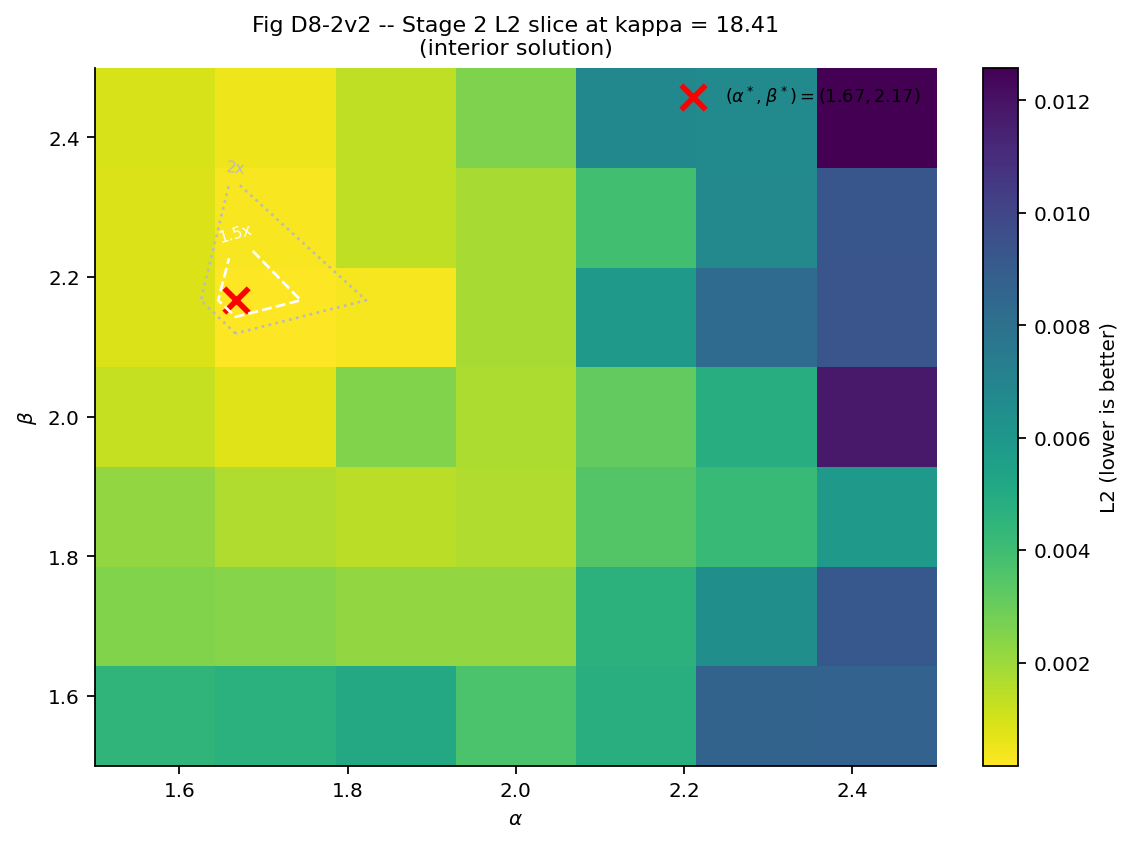 Fig D8-2v2 -- Stage 2 L2 slice at kappa = 18.41
(interior solution)
(α*, β*) = (1.67, 2.17)
2x
1.5x
2.4
2.2
2.0
1.8
1.6
β
1.6
1.8
2.0
2.2
2.4
α
0.012
0.010
0.008
0.006
0.004
0.002
L2 (lower is better)